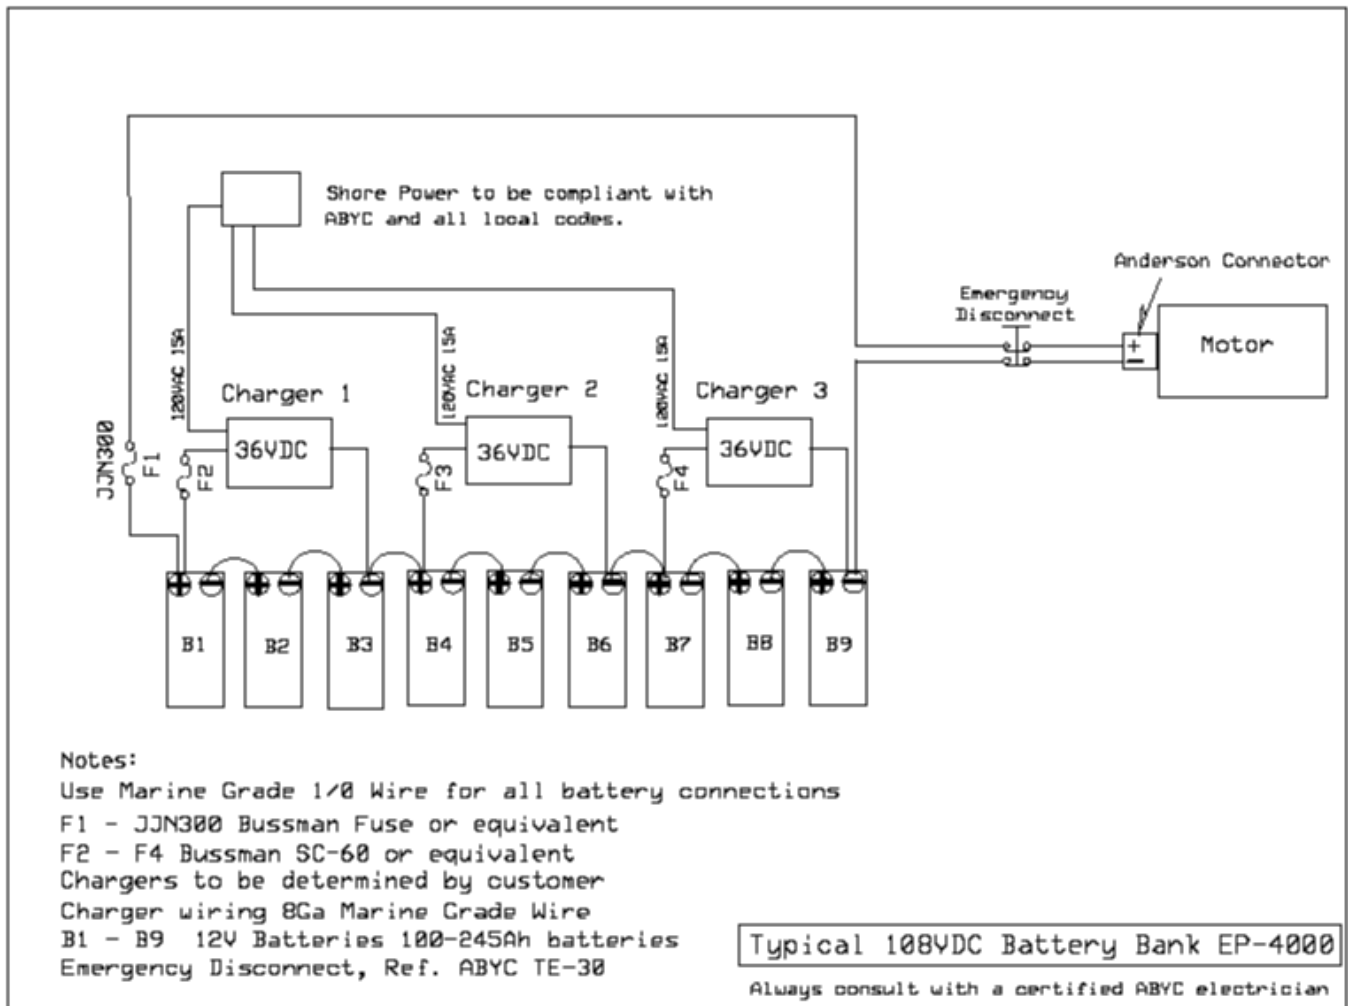 Shore Power to be compliant with
ABYC and all local codes.
Anderson Connector
Emergency
Disconnect
+
-
Motor
120VAC 15A
120VAC 15A
120VAC 15A
Charger 1
Charger 2
Charger 3
36VDC
36VDC
36VDC
JJN300
F1
F2
F3
F4
+ - + - + - + - + - + - + - + - + -
B1 B2 B3 B4 B5 B6 B7 B8 B9
Notes:
Use Marine Grade 1/0 Wire for all battery connections
F1 - JJN300 Bussman Fuse or equivalent
F2 - F4 Bussman SC-60 or equivalent
Chargers to be determined by customer
Charger wiring 8Ga Marine Grade Wire
B1 - B9 12V Batteries 100-245Ah batteries
Emergency Disconnect, Ref. ABYC TE-30
Typical 108VDC Battery Bank EP-4000
Always consult with a certified ABYC electrician